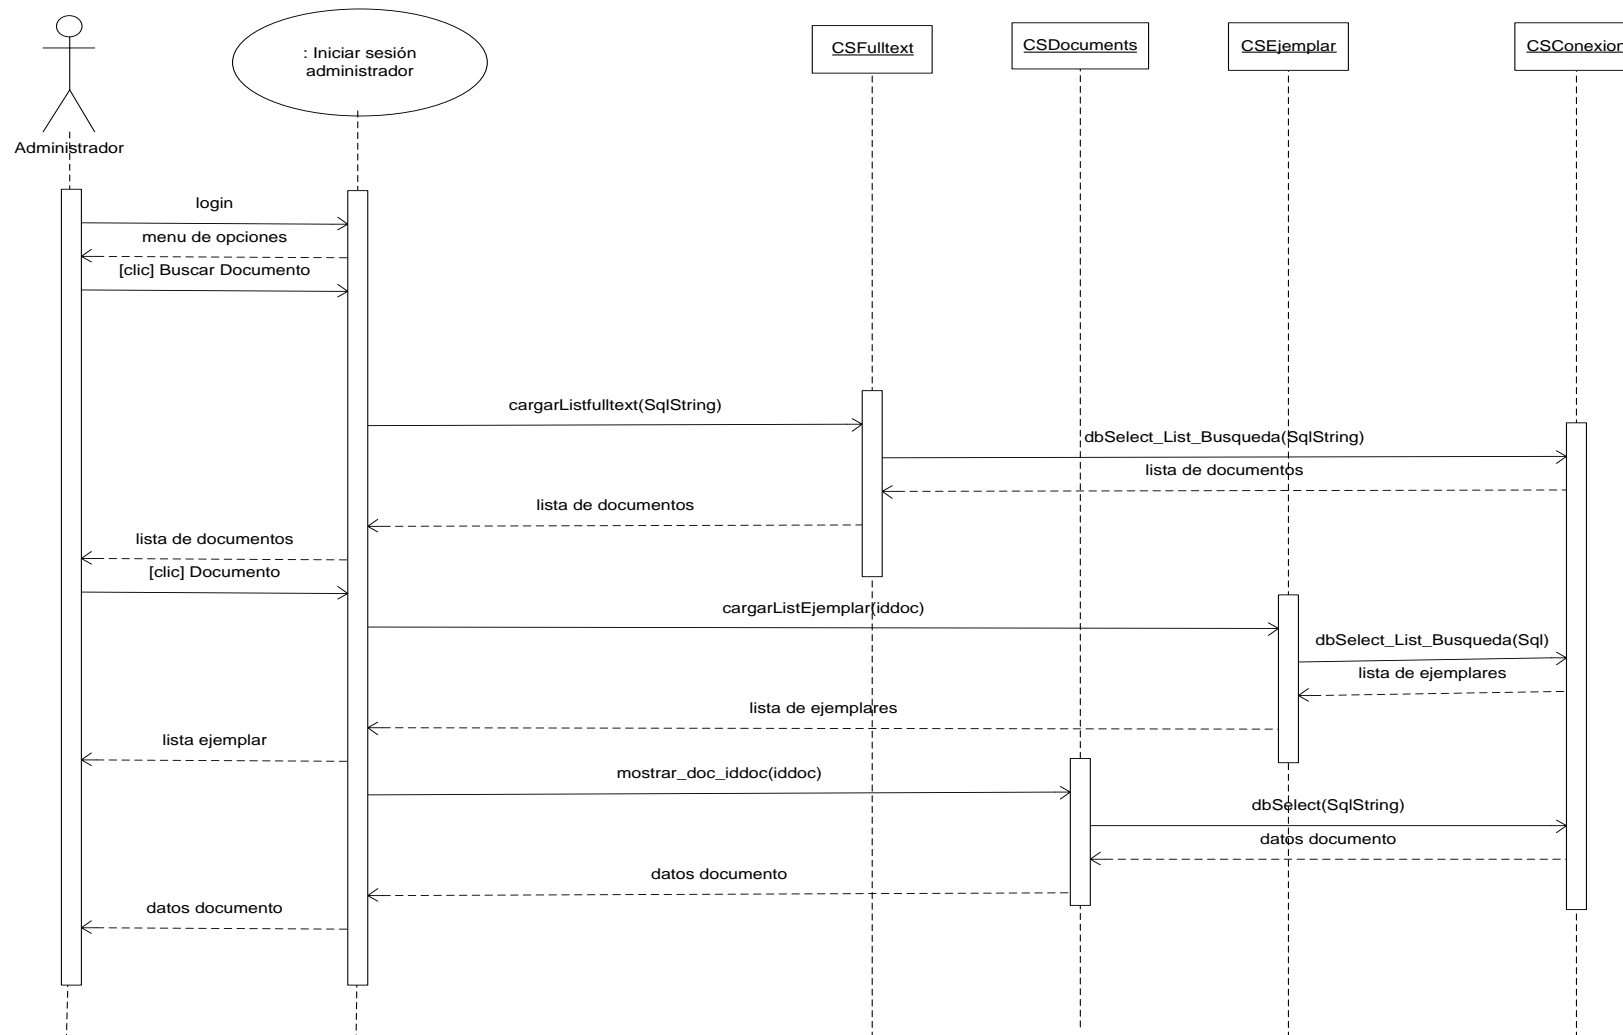 : Iniciar sesión
administrador
CSFulltext
CSDocuments
CSEjemplar
CSConexion
Administrador
login
menu de opciones
[clic] Buscar Documento
cargarListfulltext(SqlString)
dbSelect_List_Busqueda(SqlString)
lista de documentos
lista de documentos
lista de documentos
[clic] Documento
cargarListEjemplar(iddoc)
dbSelect_List_Busqueda(Sql)
lista de ejemplares
lista de ejemplares
lista ejemplar
mostrar_doc_iddoc(iddoc)
dbSelect(SqlString)
datos documento
datos documento
datos documento